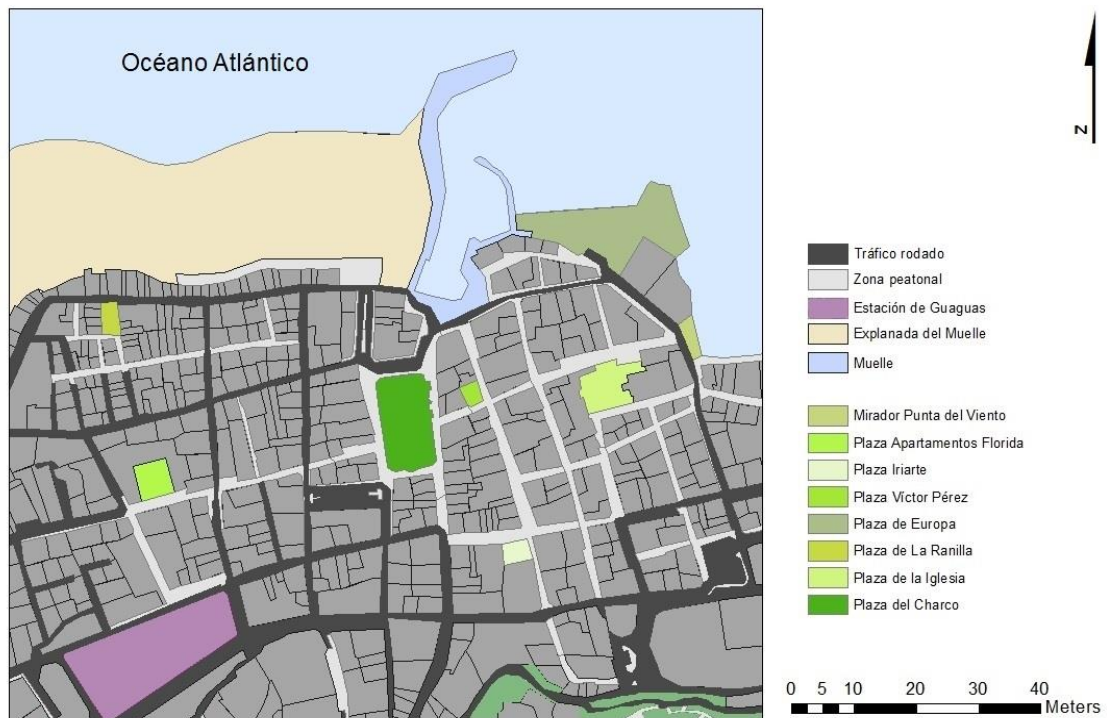 Océano Atlántico
N
Tráfico rodado
Zona peatonal
Estación de Guaguas
Explanada del Muelle
Muelle
Mirador Punta del Viento
Plaza Apartamentos Florida
Plaza Iriarte
Plaza Víctor Pérez
Plaza de Europa
Plaza de La Ranilla
Plaza de la Iglesia
Plaza del Charco
0 5 10 20 30 40
Meters